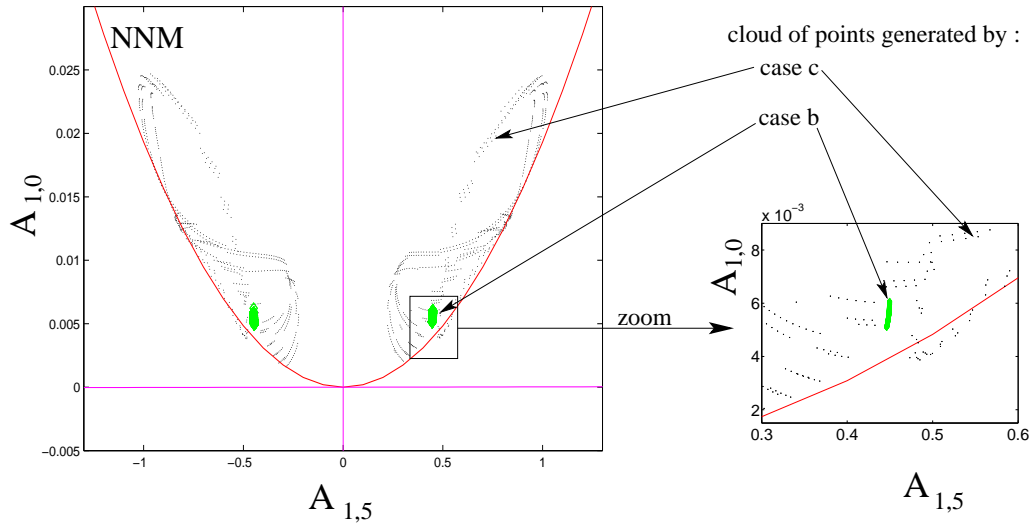 NNM
cloud of points generated by :
case c
case b
zoom
0.025
0.02
0.015
0.01
0.005
0
−0.005
A 1,0
−1
−0.5
0
0.5
1
A 1,5
x 10 −3
8
6
4
2
A 1,0
0.3
0.4
0.5
0.6
A 1,5